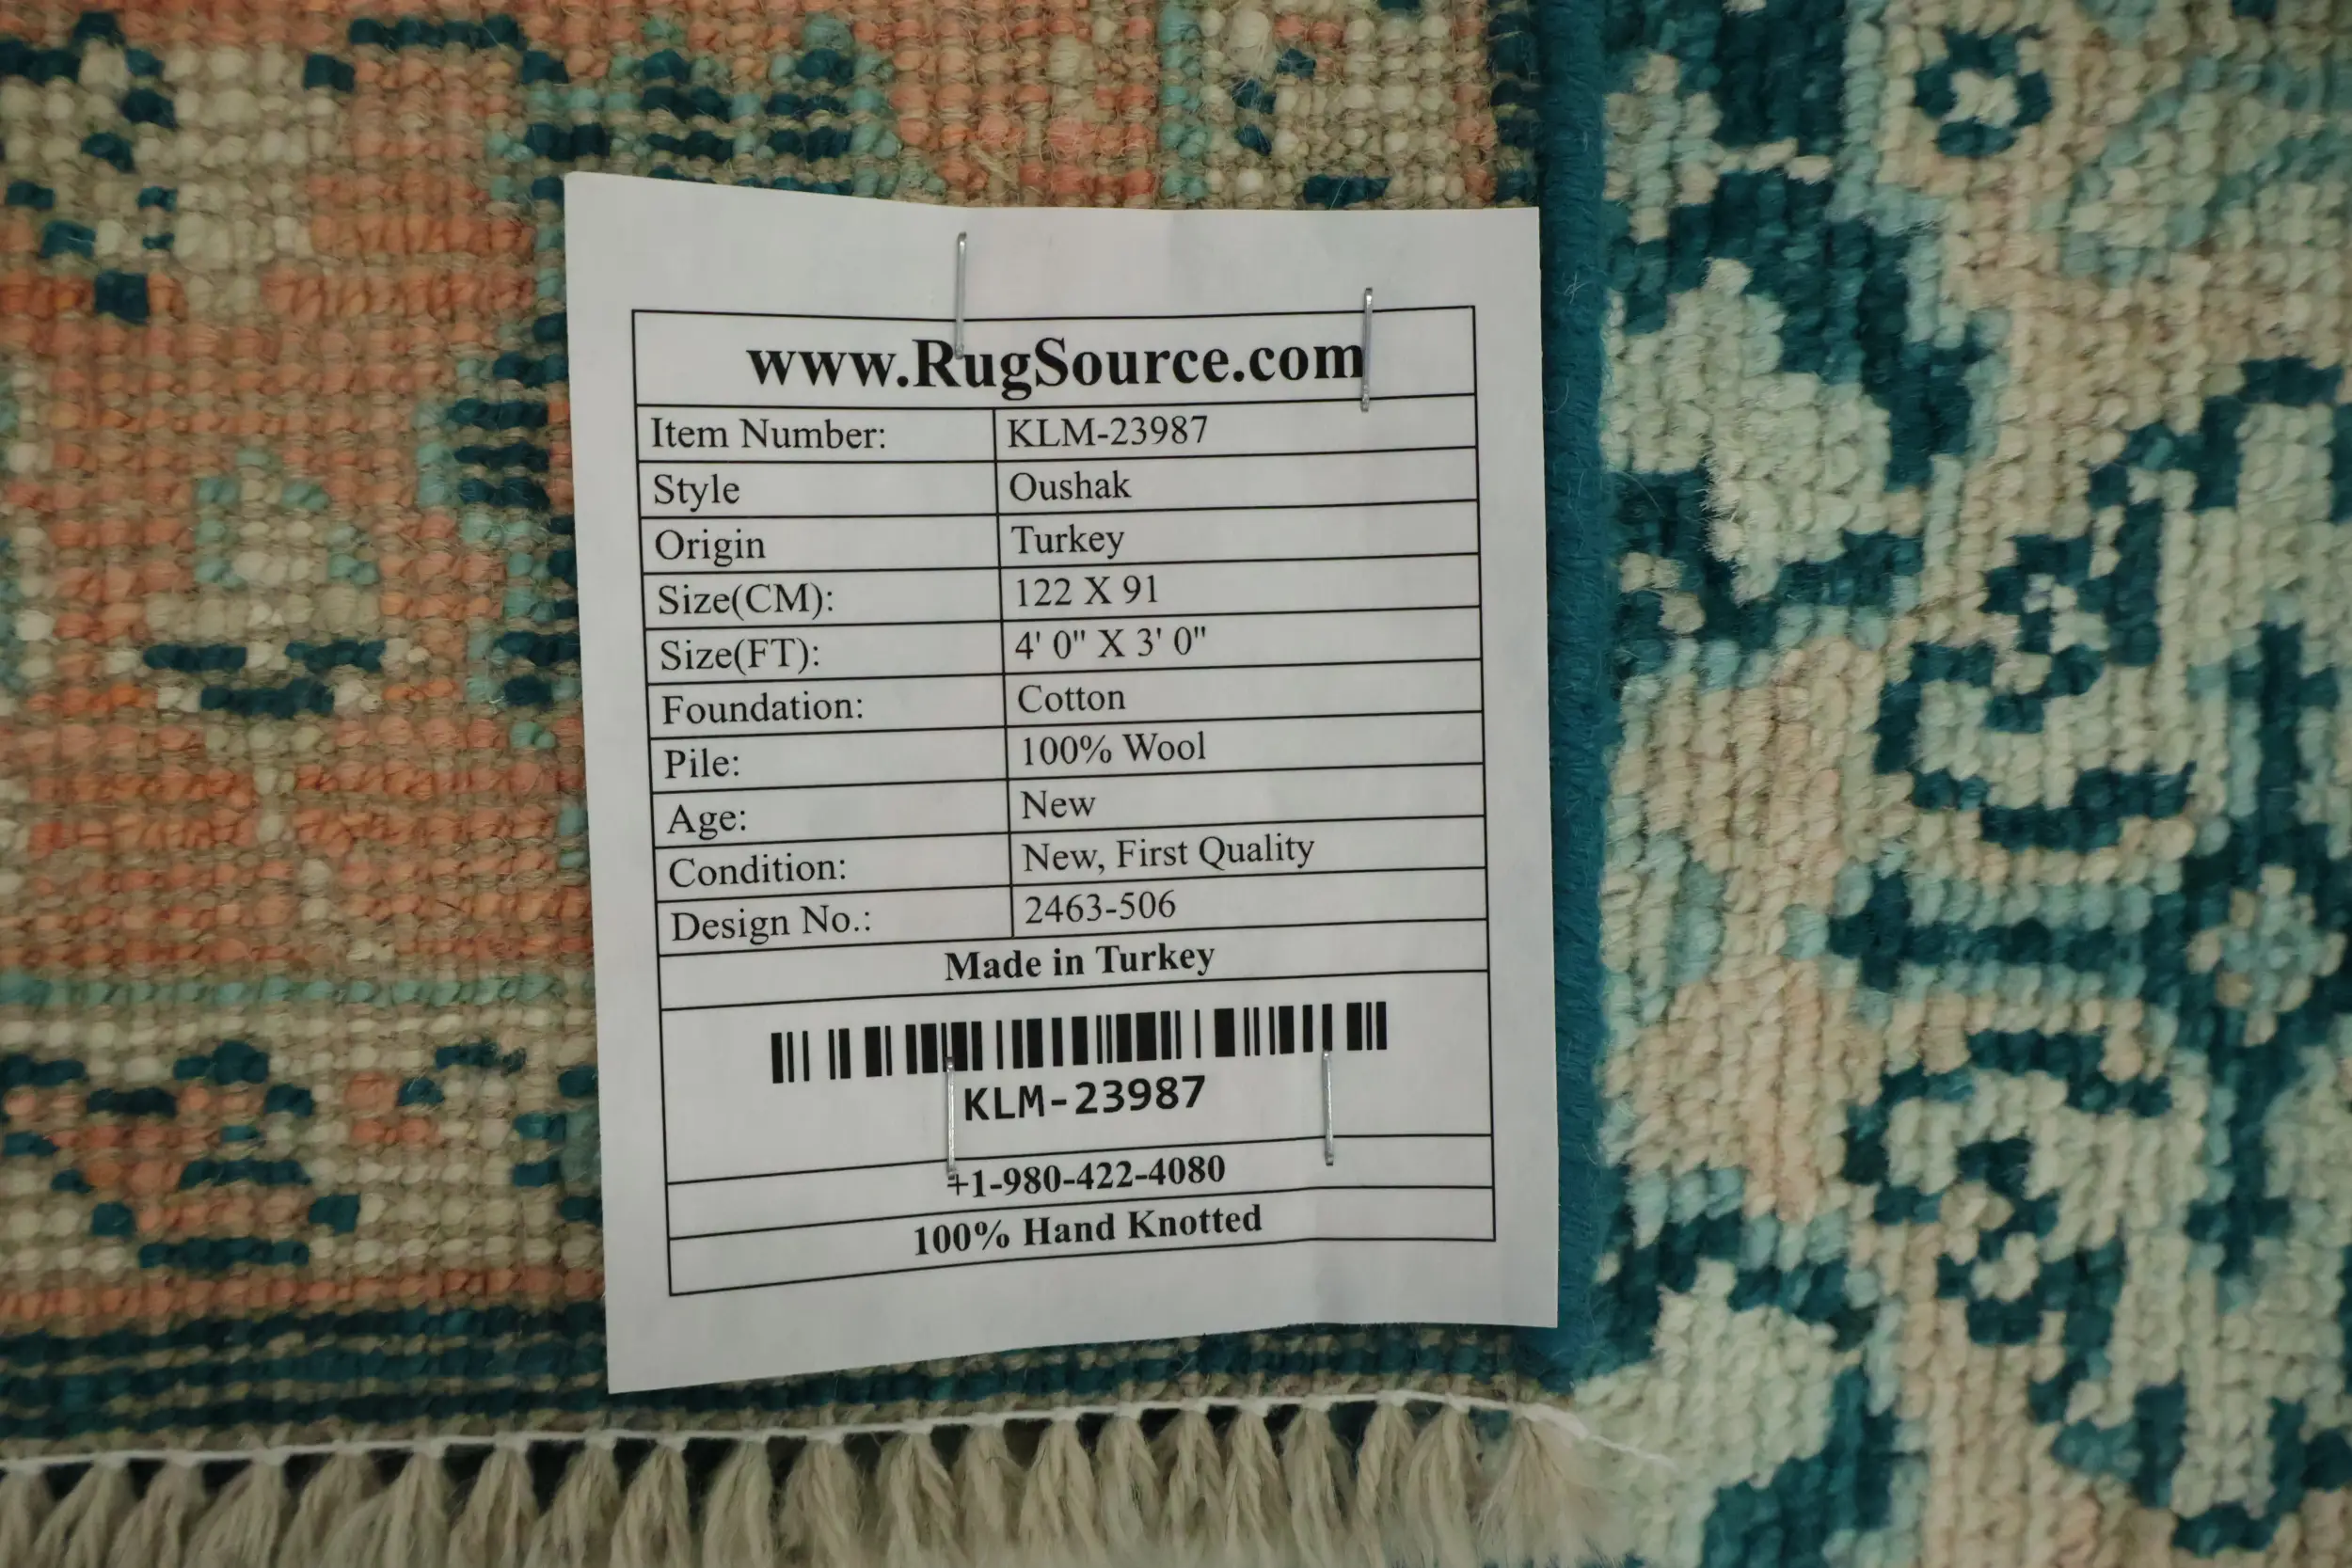 www.RugSource.com
Item Number: KLM-23987
Style Oushak
Origin Turkey
Size(CM): 122 X 91
Size(FT): 4' 0" X 3' 0"
Foundation: Cotton
Pile: 100% Wool
Age: New
Condition: New, First Quality
Design No.: 2463-506
Made in Turkey
KLM-23987
+1-980-422-4080
100% Hand Knotted